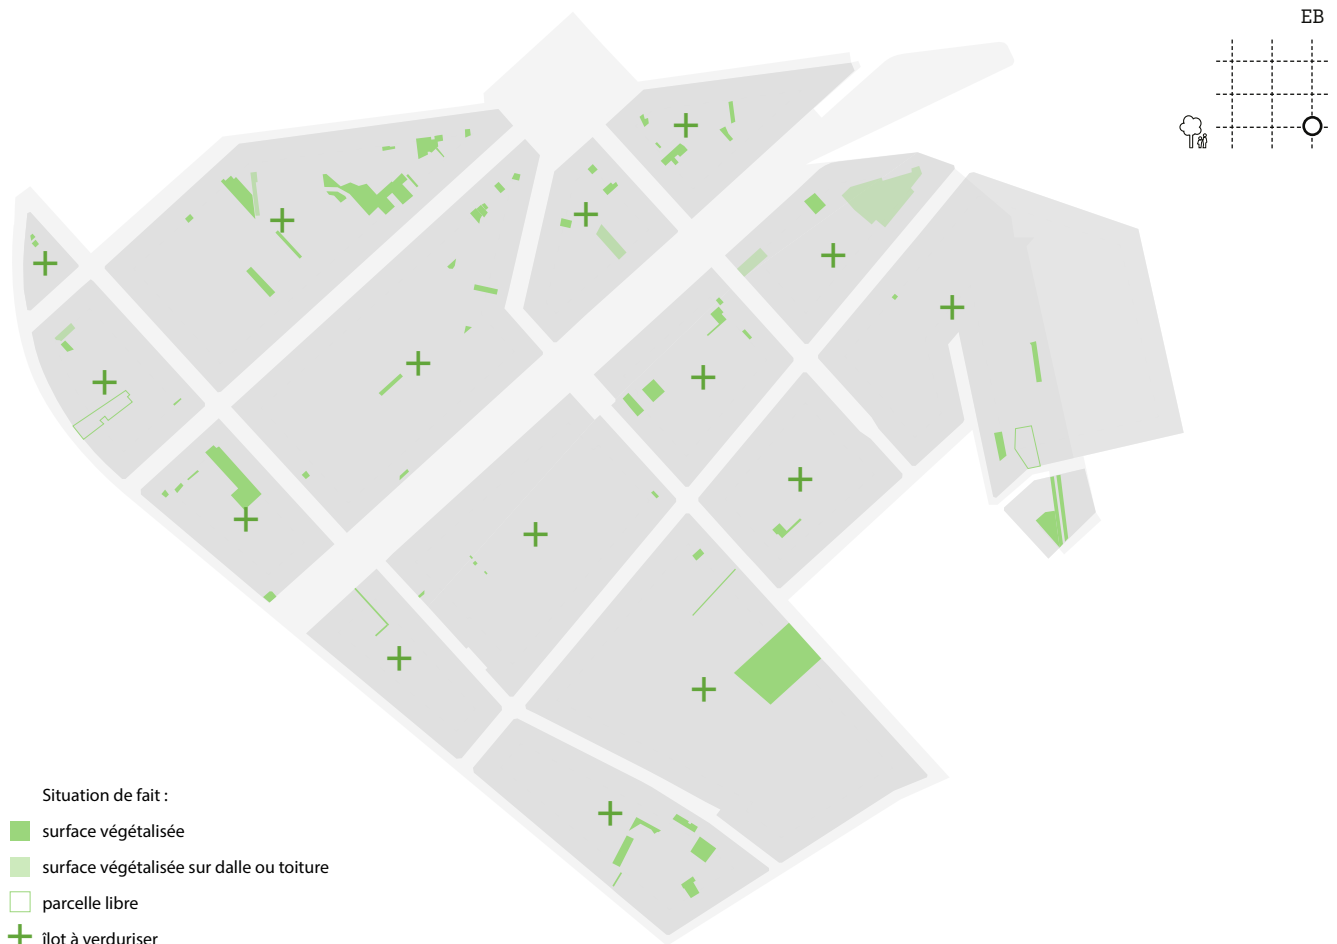 EB
Situation de fait :
surface végétalisée
surface végétalisée sur dalle ou toiture
parcelle libre
îlot à verduriser